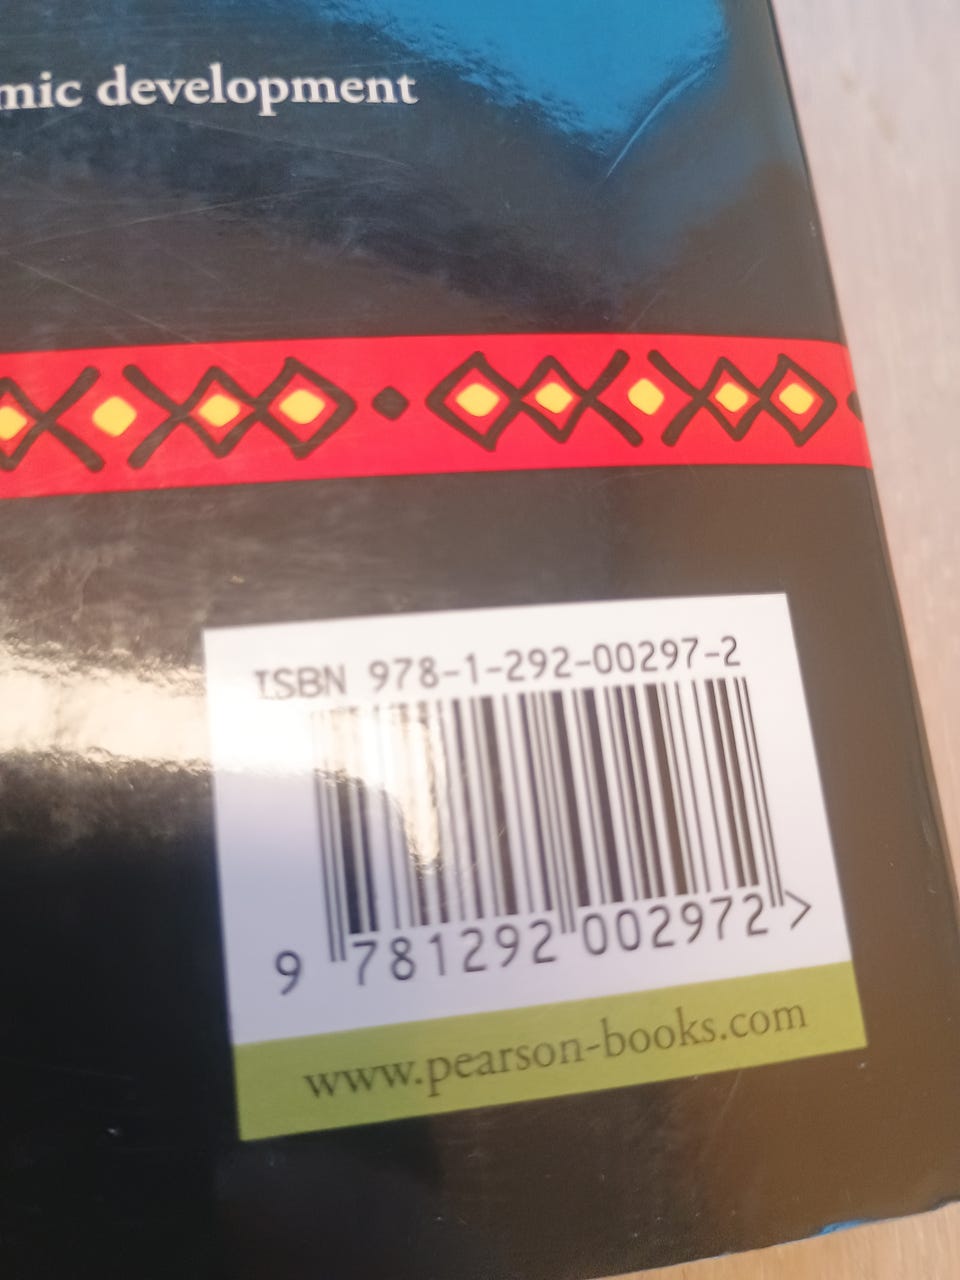 mic development
ISBN 978-1-292-00297-2
9 781292 002972 >
www.pearson-books.com